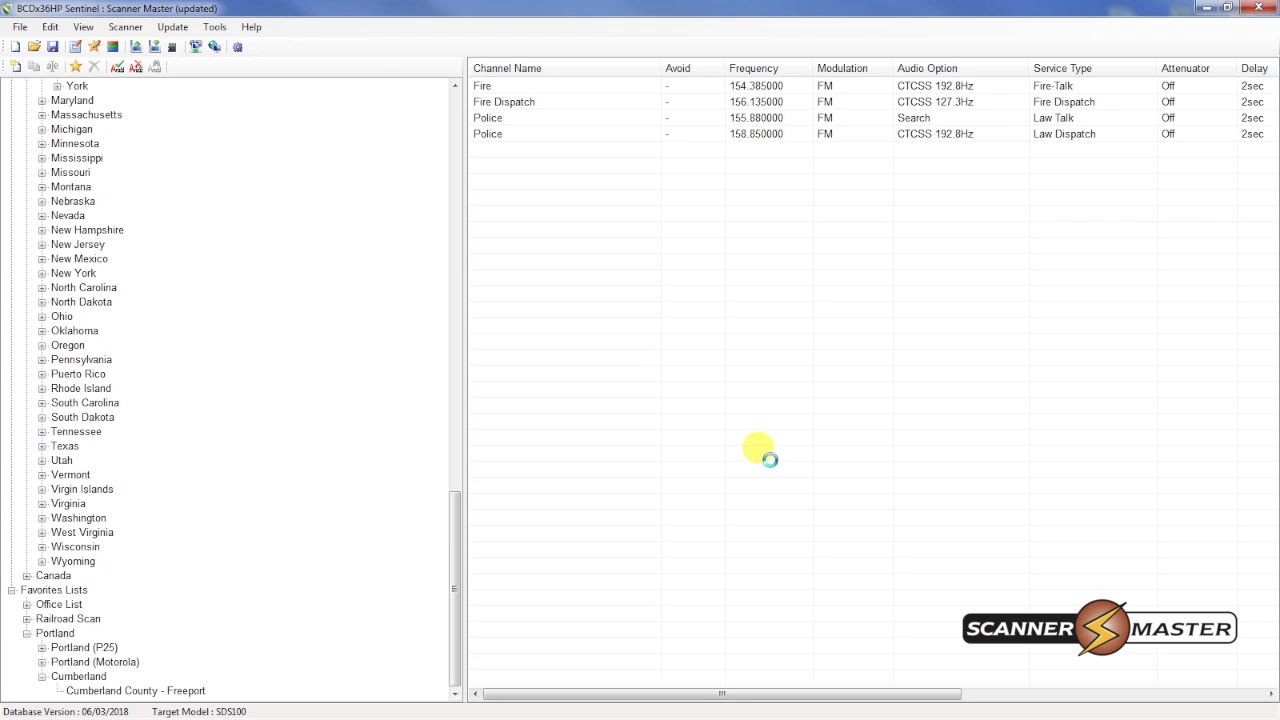 BCDx36HP Sentinel : Scanner Master (updated)
File Edit View Scanner Update Tools Help
York
Maryland
Massachusetts
Michigan
Minnesota
Mississippi
Missouri
Montana
Nebraska
Nevada
New Hampshire
New Jersey
New Mexico
New York
North Carolina
North Dakota
Ohio
Oklahoma
Oregon
Pennsylvania
Puerto Rico
Rhode Island
South Carolina
South Dakota
Tennessee
Texas
Utah
Vermont
Virgin Islands
Virginia
Washington
West Virginia
Wisconsin
Wyoming
Canada
Favorites Lists
Office List
Railroad Scan
Portland
Portland (P25)
Portland (Motorola)
Cumberland
Cumberland County - Freeport
Channel Name Avoid Frequency Modulation Audio Option Service Type Attenuator Delay
Fire - 154.385000 FM CTCSS 192.8Hz Fire-Talk Off 2sec
Fire Dispatch - 156.135000 FM CTCSS 127.3Hz Fire Dispatch Off 2sec
Police - 155.880000 FM Search Law Talk Off 2sec
Police - 158.850000 FM CTCSS 192.8Hz Law Dispatch Off 2sec
SCANNER MASTER
Database Version : 06/03/2018 Target Model : SDS100